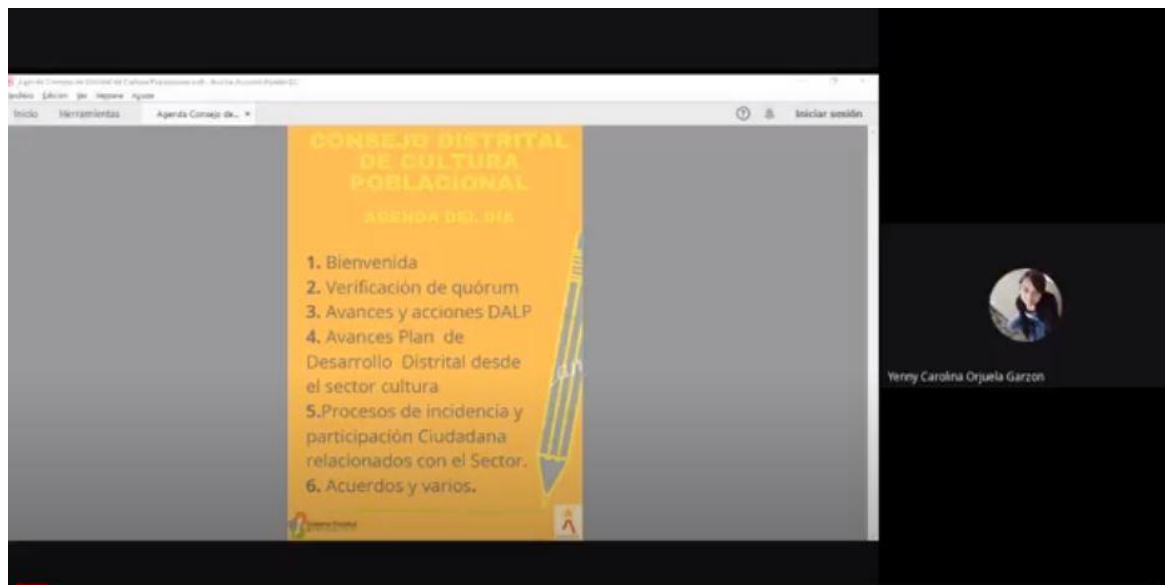 Inicio Herramientas Agenda Consejo de... × Iniciar sesión
CONSEJO DISTRITAL
DE CULTURA
POBLACIONAL
AGENDA DEL DÍA
1. Bienvenida
2. Verificación de quórum
3. Avances y acciones DALP
4. Avances Plan de
Desarrollo Distrital desde
el sector cultura
5.Procesos de incidencia y
participación Ciudadana
relacionados con el Sector.
6. Acuerdos y varios.
Yenny Carolina Orjuela Garzon